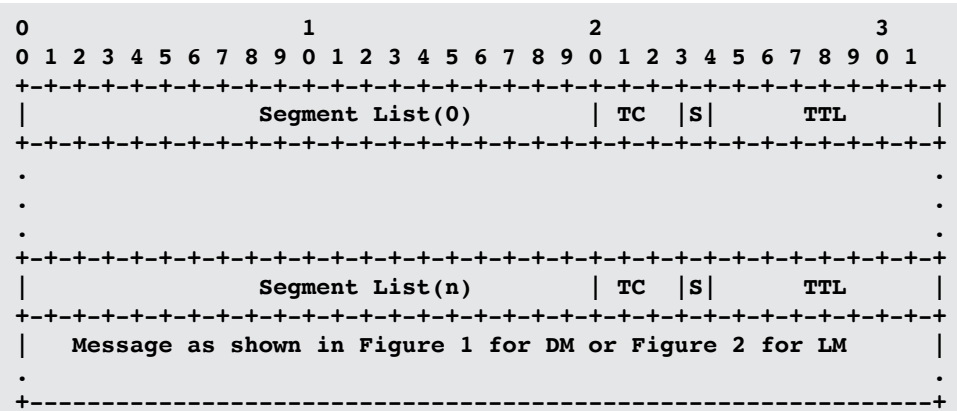 0                   1                   2                   3
0 1 2 3 4 5 6 7 8 9 0 1 2 3 4 5 6 7 8 9 0 1 2 3 4 5 6 7 8 9 0 1
+-+-+-+-+-+-+-+-+-+-+-+-+-+-+-+-+-+-+-+-+-+-+-+-+-+-+-+-+-+-+-+-+
|                Segment List(0)        | TC  |S|      TTL      |
+-+-+-+-+-+-+-+-+-+-+-+-+-+-+-+-+-+-+-+-+-+-+-+-+-+-+-+-+-+-+-+-+
.                                                               .
.                                                               .
.                                                               .
+-+-+-+-+-+-+-+-+-+-+-+-+-+-+-+-+-+-+-+-+-+-+-+-+-+-+-+-+-+-+-+-+
|                Segment List(n)        | TC  |S|      TTL      |
+-+-+-+-+-+-+-+-+-+-+-+-+-+-+-+-+-+-+-+-+-+-+-+-+-+-+-+-+-+-+-+-+
|   Message as shown in Figure 1 for DM or Figure 2 for LM      |
.                                                               .
+---------------------------------------------------------------+